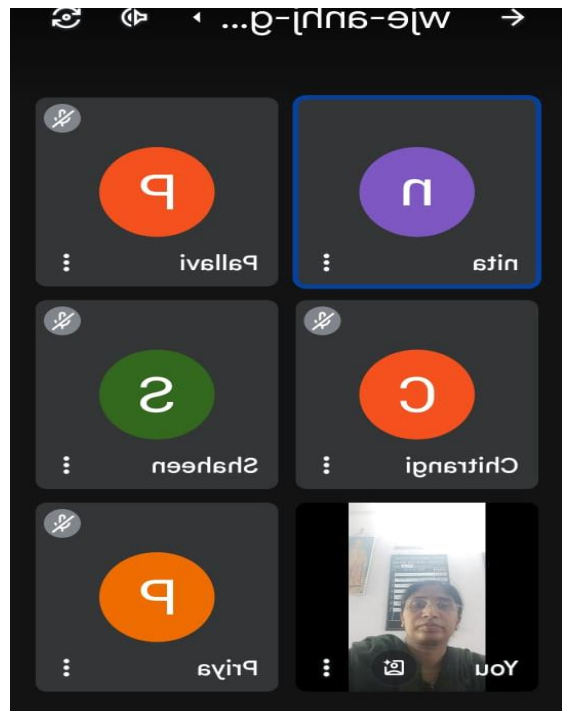 wje-anhj-g...
n P
nita Pallavi
C S
Chitrangi Shaheen
P
You Priya